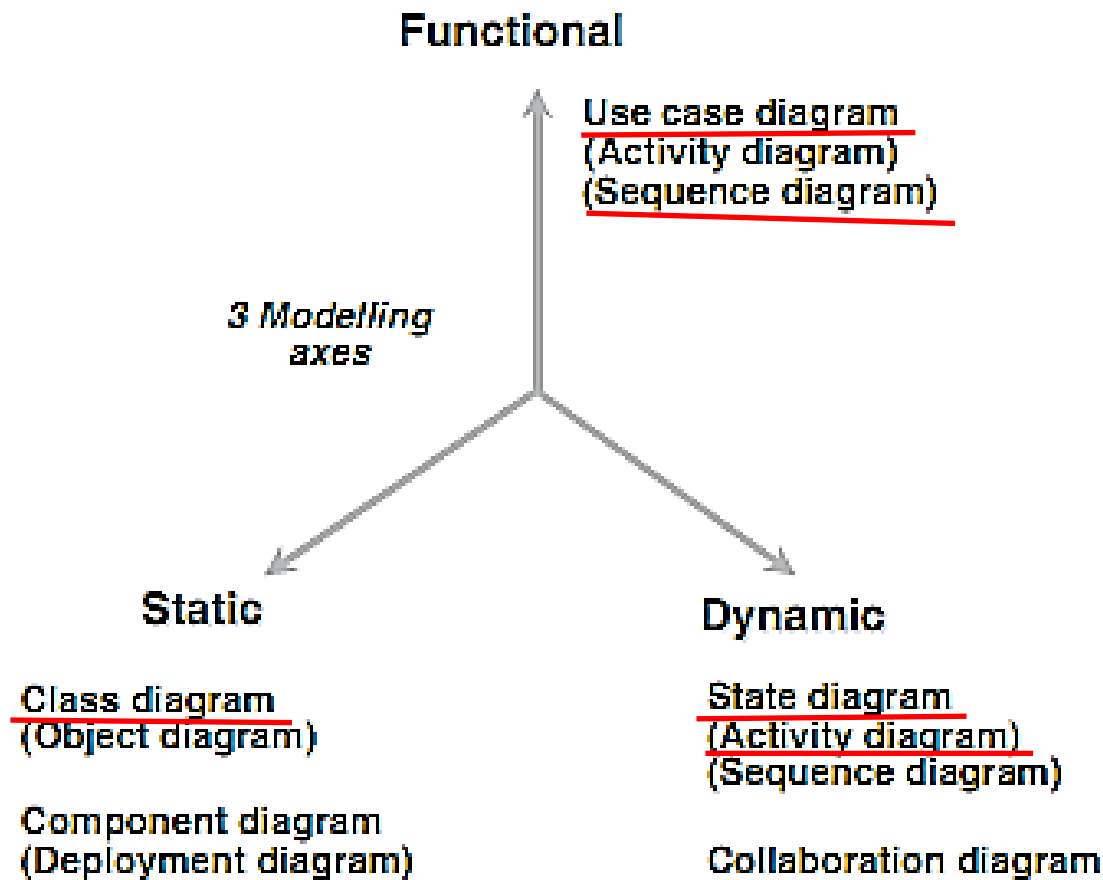 Functional
Use case diagram
(Activity diagram)
(Sequence diagram)
3 Modelling
axes
Static
Class diagram
(Object diagram)
Component diagram
(Deployment diagram)
Dynamic
State diagram
(Activity diagram)
(Sequence diagram)
Collaboration diagram